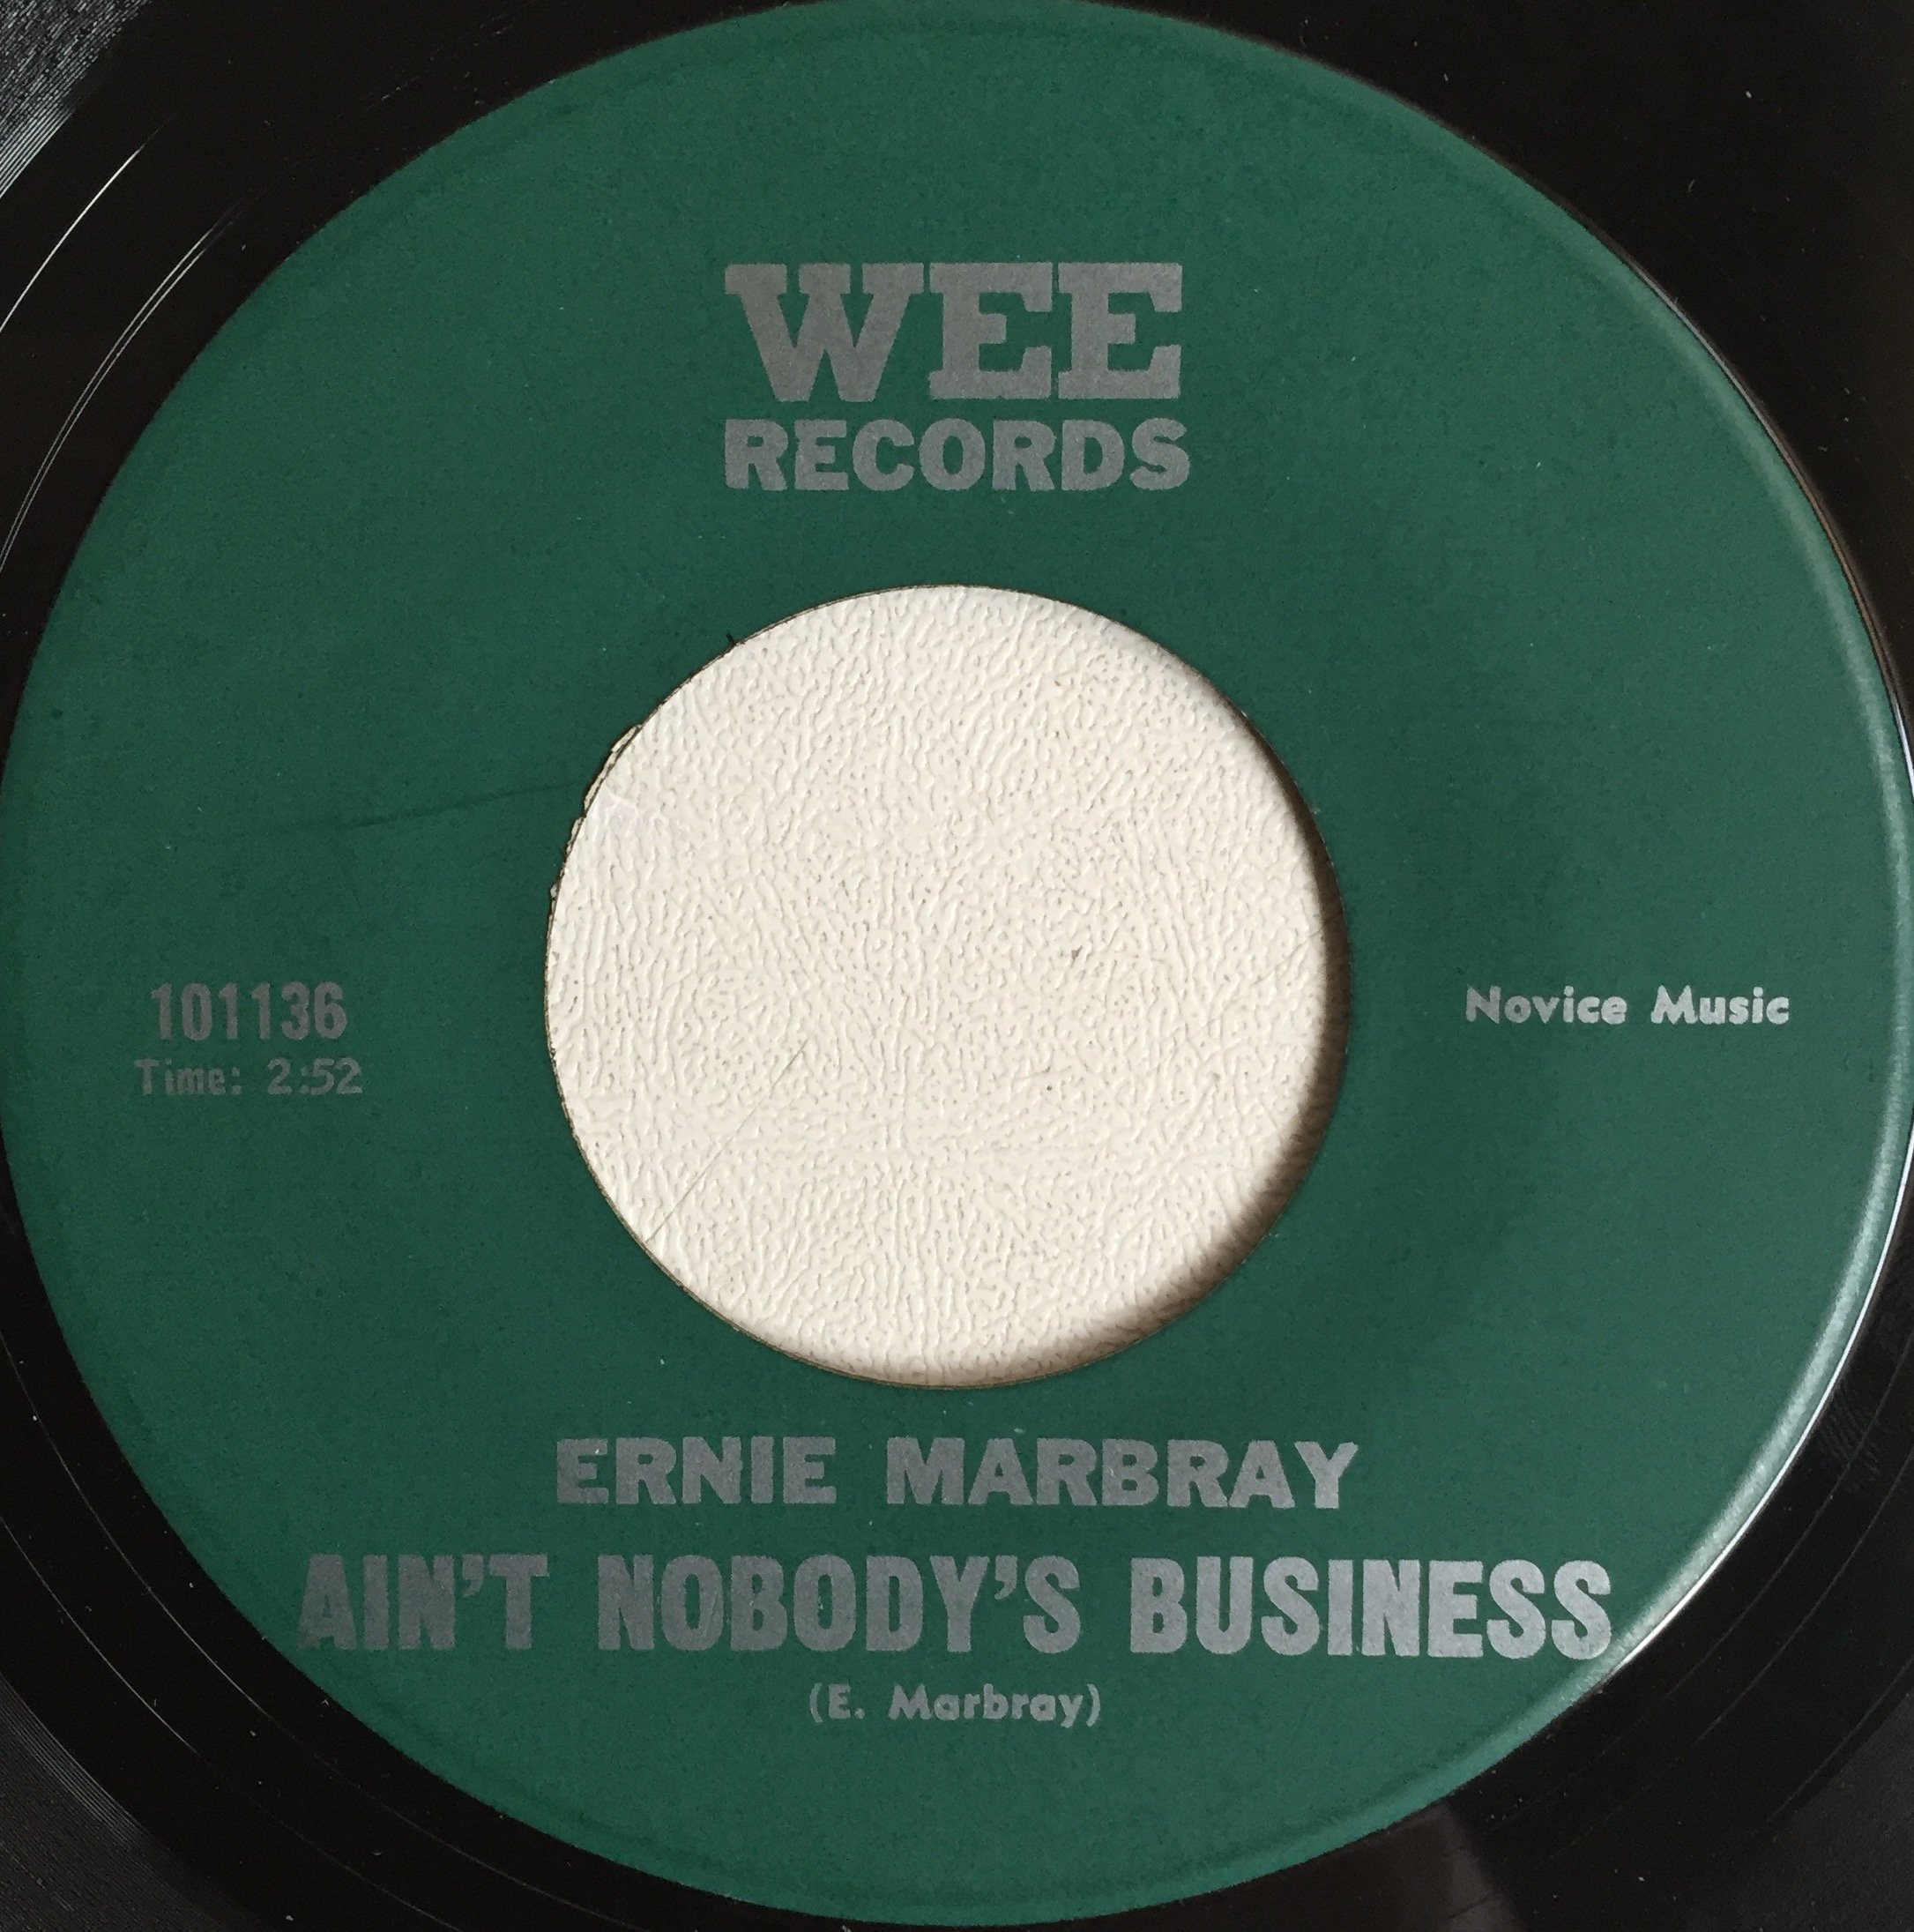 WEE
RECORDS
101136
Time: 2:52
Novice Music
ERNIE MARBRAY
AIN'T NOBODY'S BUSINESS
(E. Marbray)